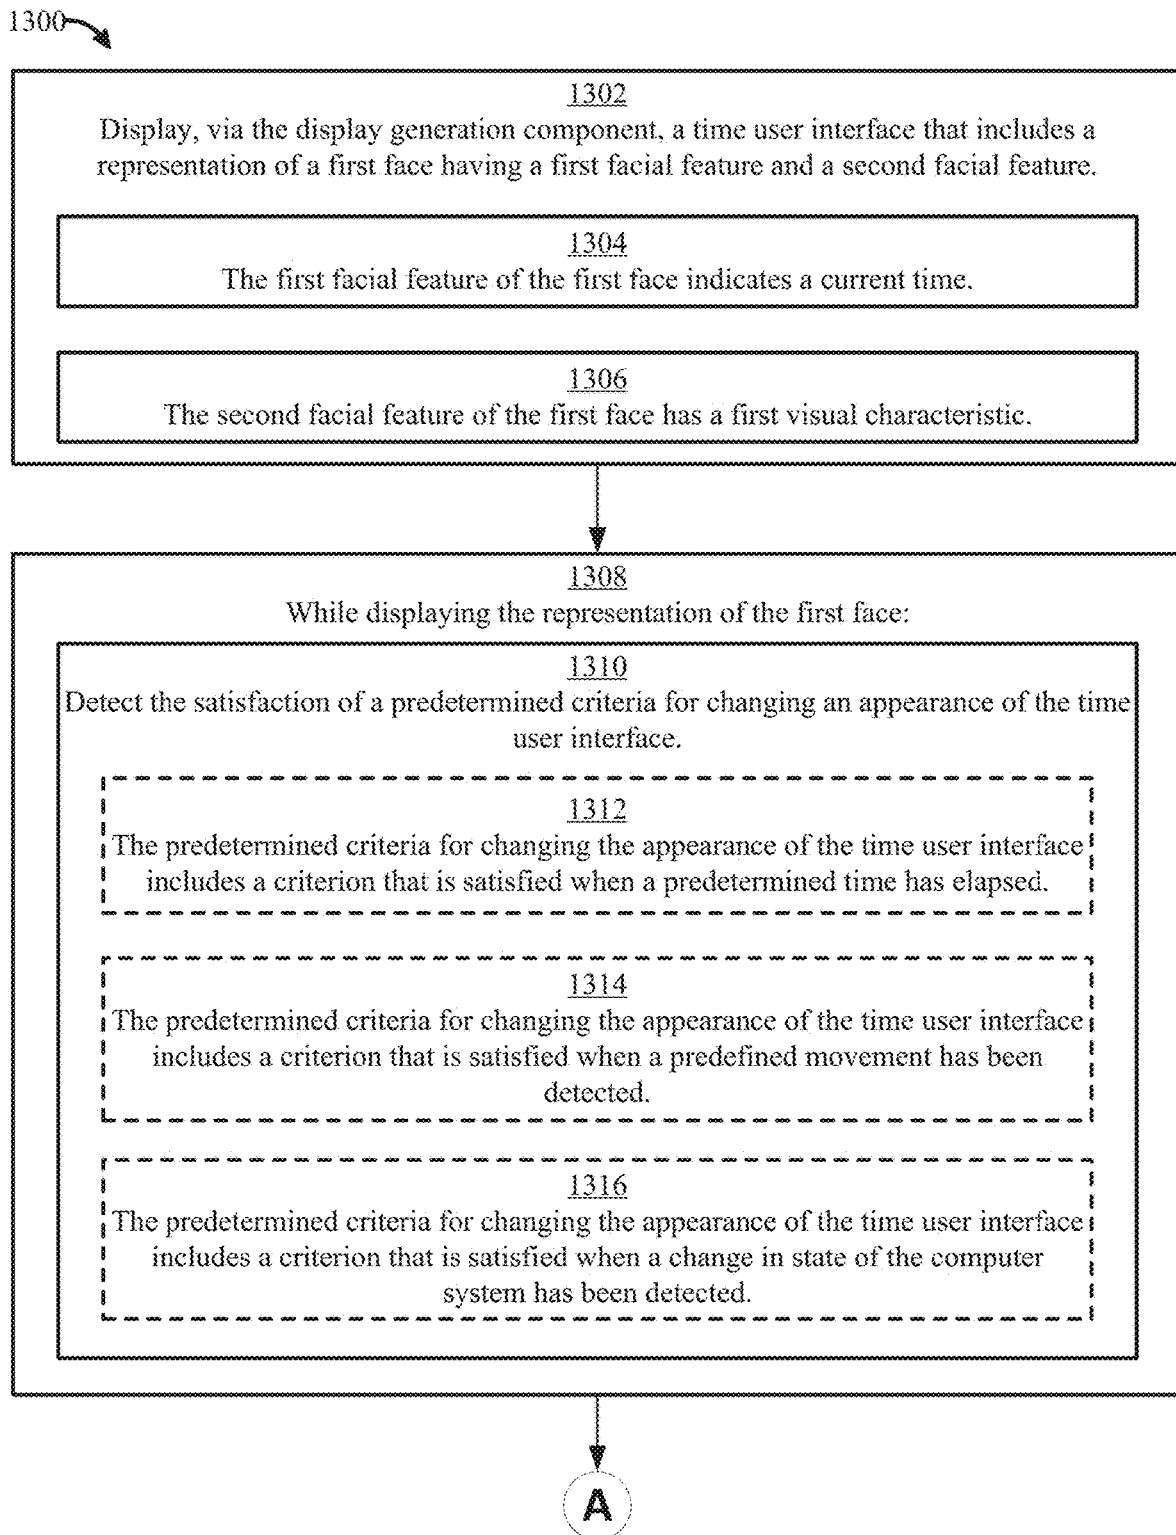 1300
1302
Display, via the display generation component, a time user interface that includes a
representation of a first face having a first facial feature and a second facial feature.
1304
The first facial feature of the first face indicates a current time.
1306
The second facial feature of the first face has a first visual characteristic.
1308
While displaying the representation of the first face:
1310
Detect the satisfaction of a predetermined criteria for changing an appearance of the time
user interface.
1312
The predetermined criteria for changing the appearance of the time user interface
includes a criterion that is satisfied when a predetermined time has elapsed.
1314
The predetermined criteria for changing the appearance of the time user interface
includes a criterion that is satisfied when a predefined movement has been
detected.
1316
The predetermined criteria for changing the appearance of the time user interface
includes a criterion that is satisfied when a change in state of the computer
system has been detected.
A